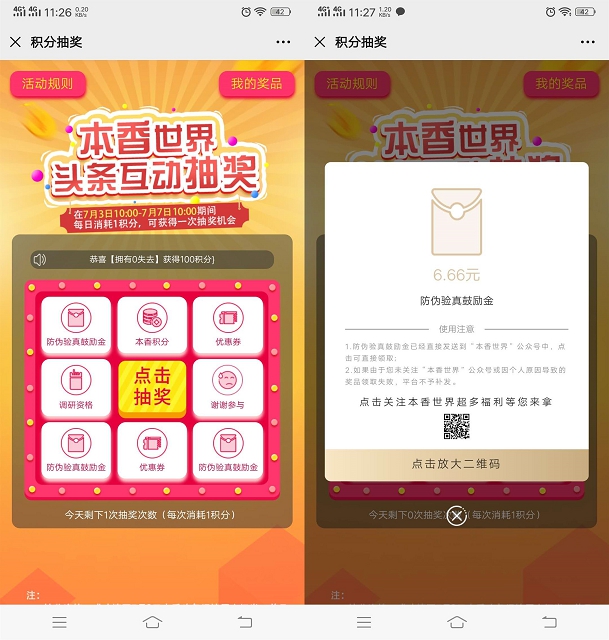 4G 4G 11:26 0.20 KB/s 42
积分抽奖
活动规则
我的奖品
本香世界
头条互动抽奖
在7月3日10:00-7月7日10:00期间
每日消耗1积分，可获得一次抽奖机会
恭喜【拥有0失去】获得100积分}
防伪验真鼓励金
本香积分
优惠券
调研资格
点击
抽奖
谢谢参与
防伪验真鼓励金
优惠券
防伪验真鼓励金
今天剩下1次抽奖次数（每次消耗1积分）
注：
4G 4G 11:27 1.20 KB/s 42
积分抽奖
活动规则
我的奖品
本香世界
6.66元
防伪验真鼓励金
使用注意
1.防伪验真鼓励金已经直接发送到“本香世界”公众号中，点
击可直接领取；
2.如果由于您未关注“本香世界”公众号或因个人原因导致的
奖品领取失败，平台不予补发。
点击关注本香世界超多福利等您来拿
点击放大二维码
今天剩下0次抽奖次数（每次消耗1积分）
注：